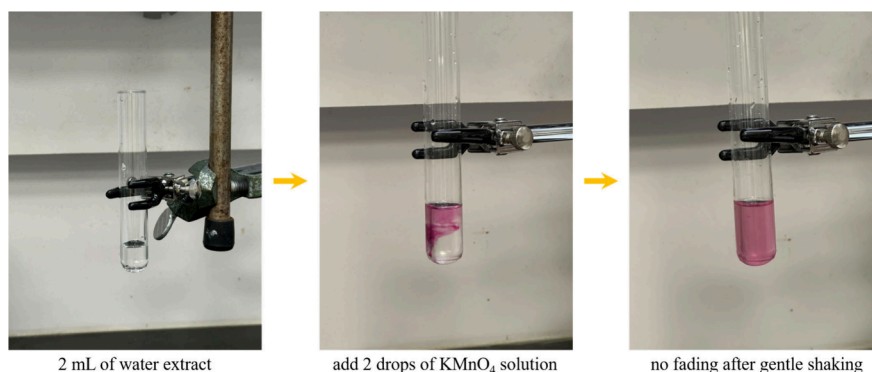 2 mL of water extract
add 2 drops of KMnO₄ solution
no fading after gentle shaking